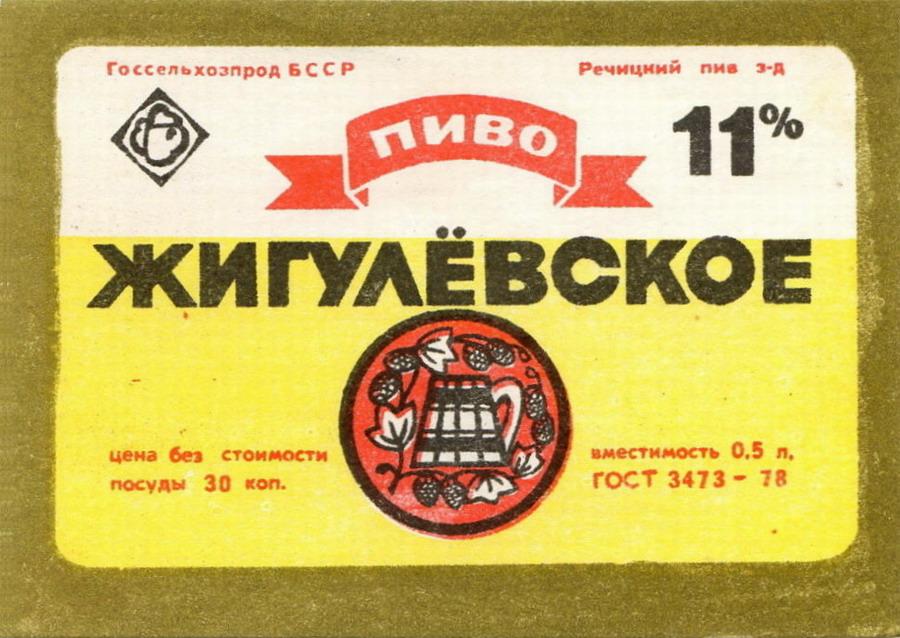 Госсельхозпрод БССР
Речицкий пив з-д
ПИВО
11%
ЖИГУЛЁВСКОЕ
цена без стоимости
посуды 30 коп.
вместимость 0,5 л,
ГОСТ 3473 - 78